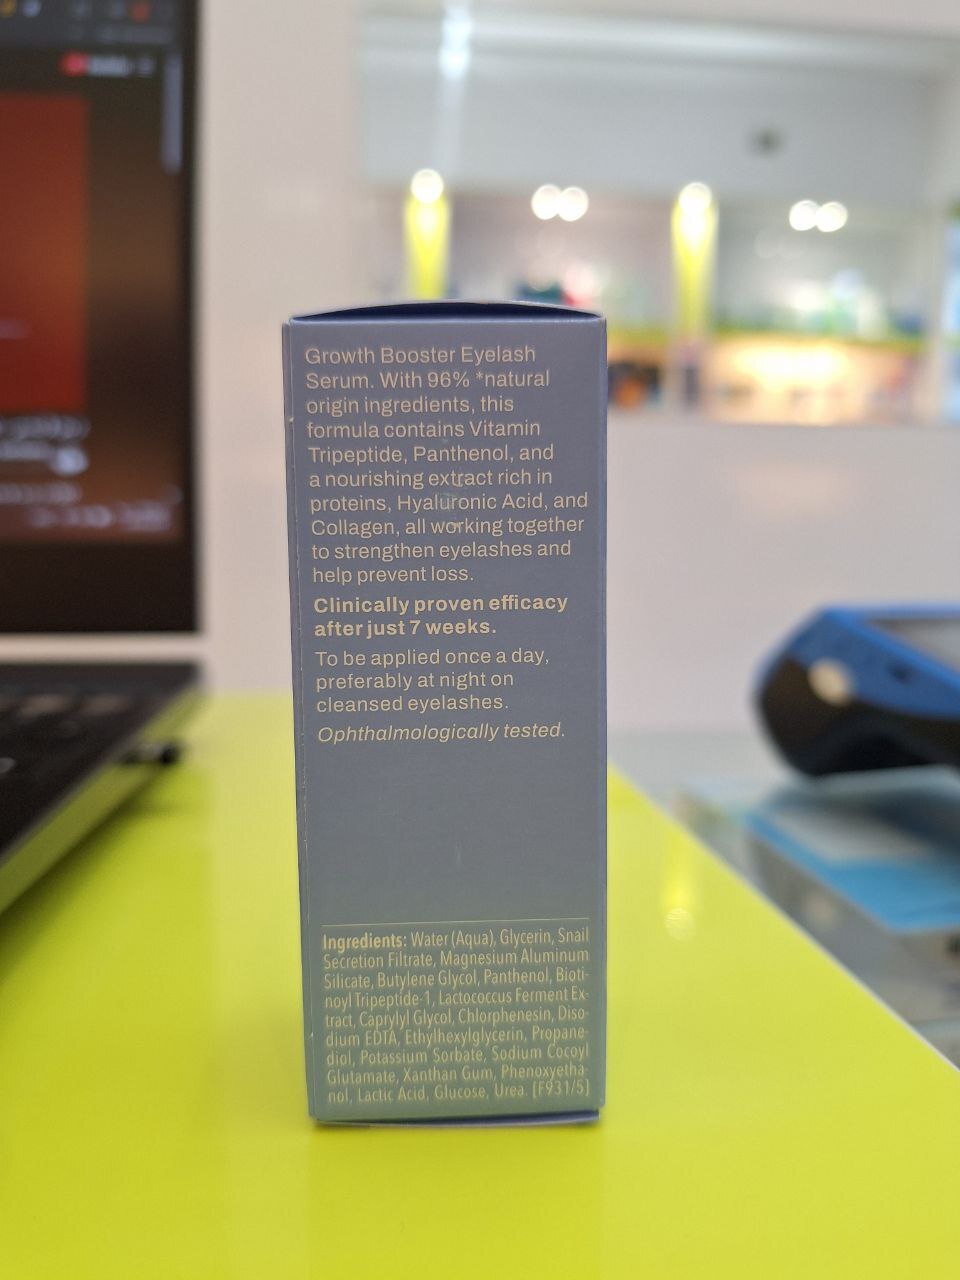 Growth Booster Eyelash
Serum. With 96% *natural
origin ingredients, this
formula contains Vitamin
Tripeptide, Panthenol, and
a nourishing extract rich in
proteins, Hyaluronic Acid, and
Collagen, all working together
to strengthen eyelashes and
help prevent loss.
Clinically proven efficacy
after just 7 weeks.
To be applied once a day,
preferably at night on
cleansed eyelashes.
Ophthalmologically tested.
Ingredients: Water (Aqua), Glycerin, Snail
Secretion Filtrate, Magnesium Aluminum
Silicate, Butylene Glycol, Panthenol, Bioti-
noyl Tripeptide-1, Lactococcus Ferment Ex-
tract, Caprylyl Glycol, Chlorphenesin, Diso-
dium EDTA, Ethylhexylglycerin, Propane-
diol, Potassium Sorbate, Sodium Cocoyl
Glutamate, Xanthan Gum, Phenoxyetha-
nol, Lactic Acid, Glucose, Urea. [F931/5]